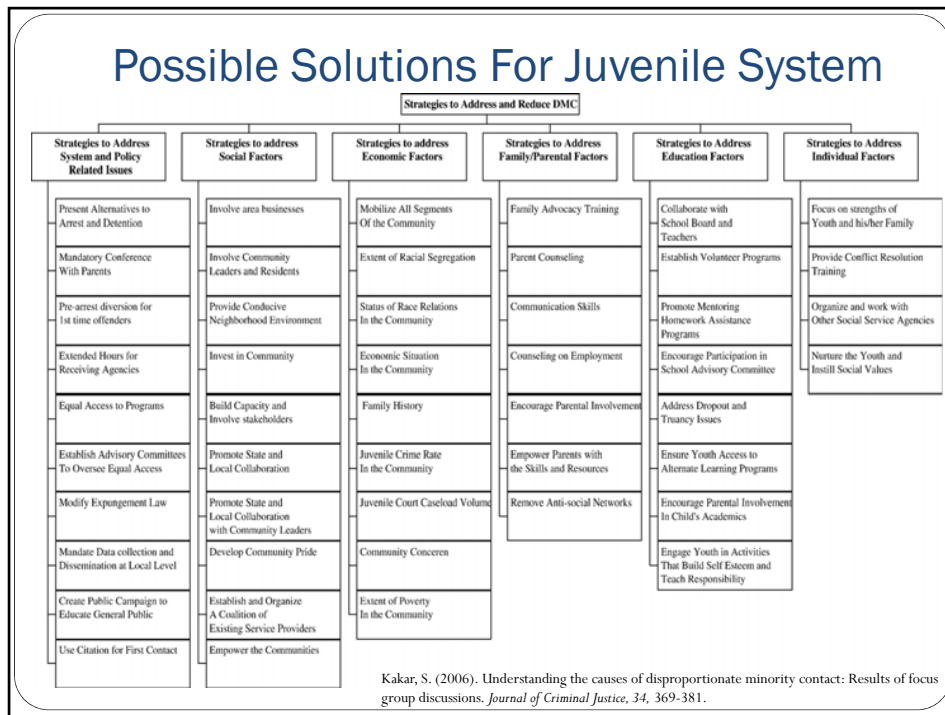 Possible Solutions For Juvenile System
Strategies to Address and Reduce DMC
Strategies to Address
System and Policy
Related Issues
Present Alternatives to
Arrest and Detention
Mandatory Conference
With Parents
Pre-arrest diversion for
1st time offenders
Extended Hours for
Receiving Agencies
Equal Access to Programs
Establish Advisory Committees
To Oversee Equal Access
Modify Expungement Law
Mandate Data collection and
Dissemination at Local Level
Create Public Campaign to
Educate General Public
Use Citation for First Contact
Strategies to address
Social Factors
Involve area businesses
Involve Community
Leaders and Residents
Provide Conducive
Neighborhood Environment
Invest in Community
Build Capacity and
Involve stakeholders
Promote State and
Local Collaboration
Promote State and
Local Collaboration
with Community Leaders
Develop Community Pride
Establish and Organize
A Coalition of
Existing Service Providers
Empower the Communities
Strategies to address
Economic Factors
Mobilize All Segments
Of the Community
Extent of Racial Segregation
Status of Race Relations
In the Community
Economic Situation
In the Community
Family History
Juvenile Crime Rate
In the Community
Juvenile Court Caseload Volume
Community Conceren
Extent of Poverty
In the Community
Strategies to Address
Family/Parental Factors
Family Advocacy Training
Parent Counseling
Communication Skills
Counseling on Employment
Encourage Parental Involvement
Empower Parents with
the Skills and Resources
Remove Anti-social Networks
Strategies to Address
Education Factors
Collaborate with
School Board and
Teachers
Establish Volunteer Programs
Promote Mentoring
Homework Assistance
Programs
Encourage Participation in
School Advisory Committee
Address Dropout and
Truancy Issues
Ensure Youth Access to
Alternate Learning Programs
Encourage Parental Involvement
In Child's Academics
Engage Youth in Activities
That Build Self Esteem and
Teach Responsibility
Strategies to Address
Individual Factors
Focus on strengths of
Youth and his/her Family
Provide Conflict Resolution
Training
Organize and work with
Other Social Service Agencies
Nurture the Youth and
Instill Social Values
Kakar, S. (2006). Understanding the causes of disproportionate minority contact: Results of focus
group discussions. Journal of Criminal Justice, 34, 369-381.